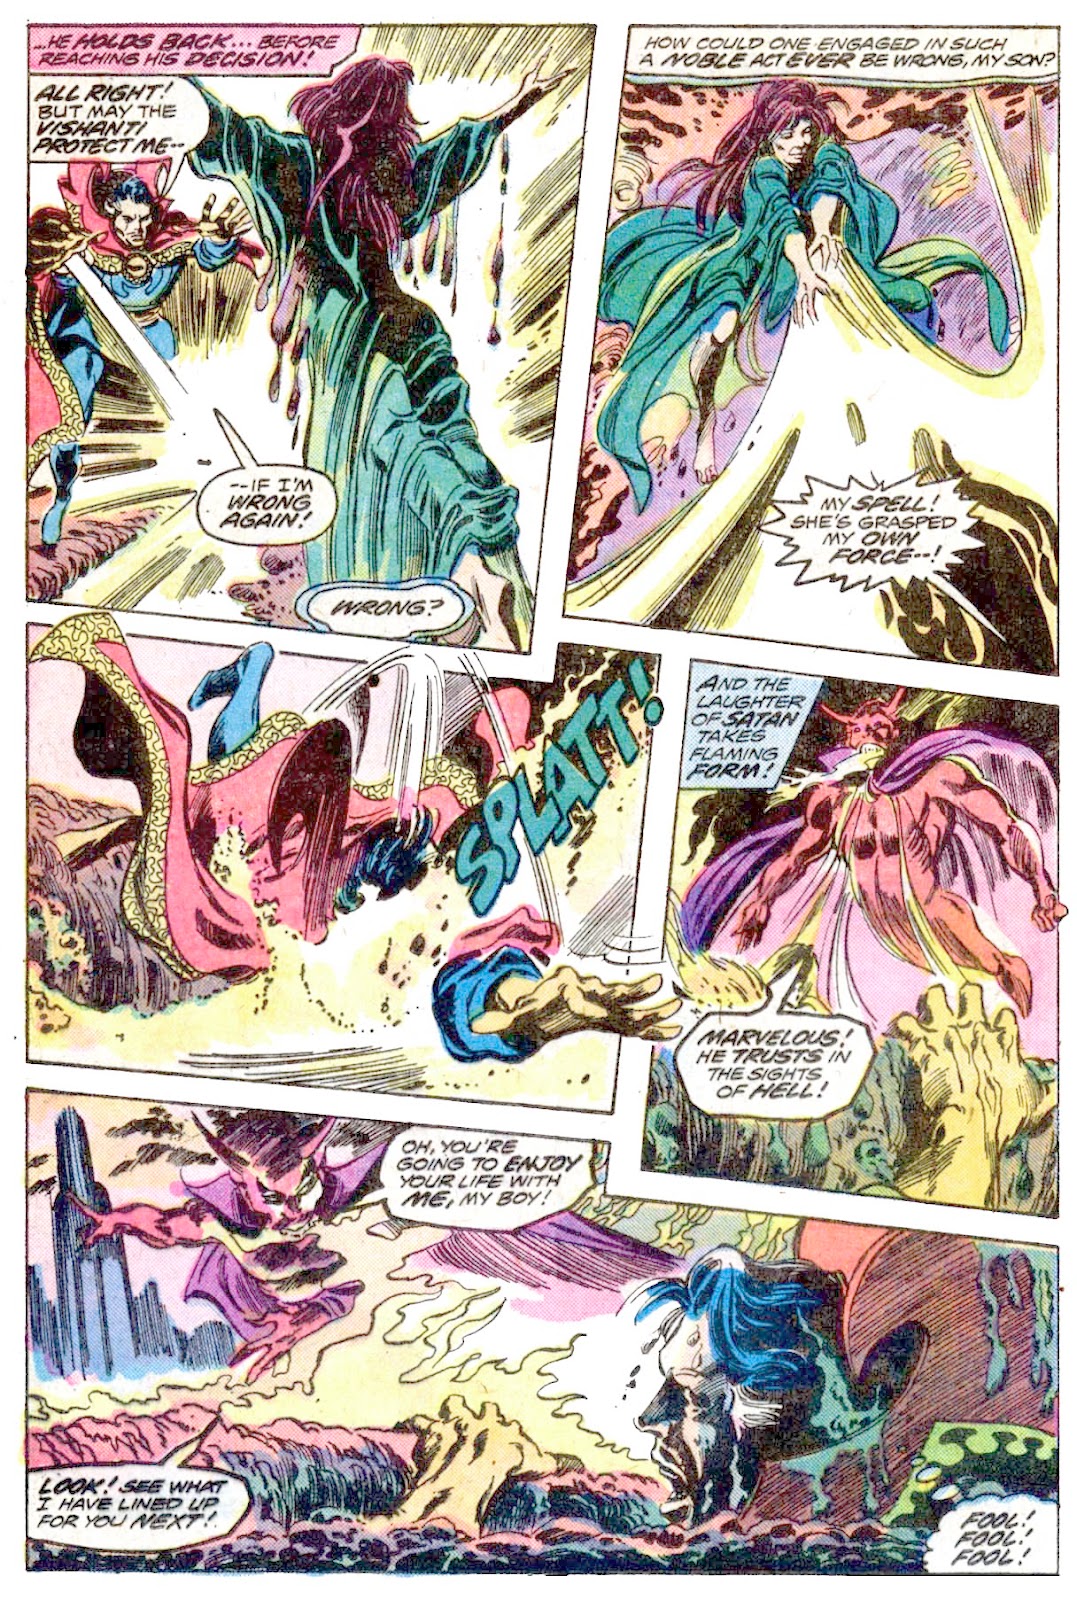 ...HE HOLDS BACK... BEFORE
REACHING HIS DECISION!
ALL RIGHT!
BUT MAY THE
VISHANTI
PROTECT ME--
--IF I'M
WRONG
AGAIN!
WRONG?
HOW COULD ONE ENGAGED IN SUCH
A NOBLE ACT EVER BE WRONG, MY SON?
MY SPELL!
SHE'S GRASPED
MY OWN
FORCE--!
SPLATT!
AND THE
LAUGHTER
OF SATAN
TAKES
FLAMING
FORM!
MARVELOUS!
HE TRUSTS IN
THE SIGHTS
OF HELL!
OH, YOU'RE
GOING TO ENJOY
YOUR LIFE WITH
ME, MY BOY!
LOOK! SEE WHAT
I HAVE LINED UP
FOR YOU NEXT!
FOOL!
FOOL!
FOOL!